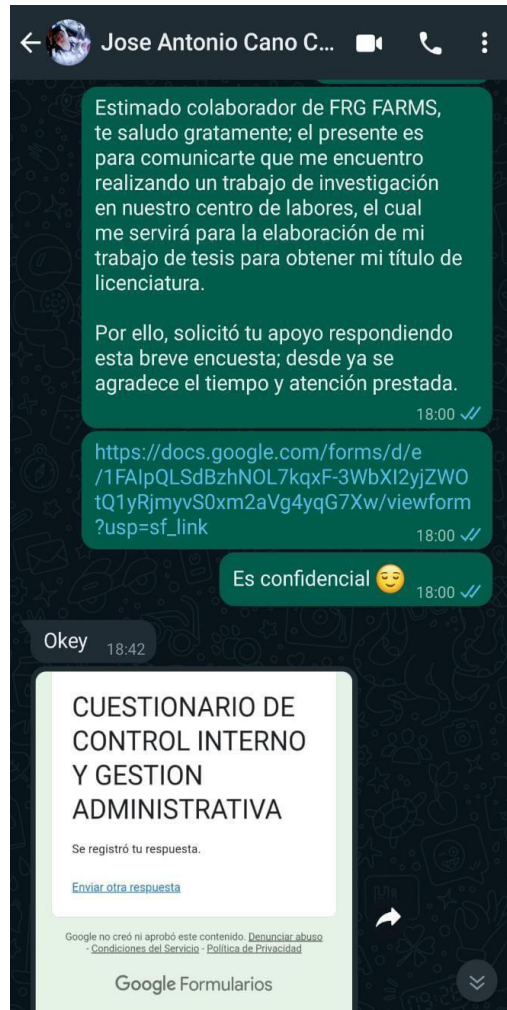 Jose Antonio Cano C...
Estimado colaborador de FRG FARMS,
te saludo gratamente; el presente es
para comunicarte que me encuentro
realizando un trabajo de investigación
en nuestro centro de labores, el cual
me servirá para la elaboración de mi
trabajo de tesis para obtener mi título de
licenciatura.
Por ello, solicitó tu apoyo respondiendo
esta breve encuesta; desde ya se
agradece el tiempo y atención prestada.
18:00
https://docs.google.com/forms/d/e
/1FAIpQLSdBzhNOL7kqxF-3WbXI2yjZWO
tQ1yRjmyvS0xm2aVg4yqG7Xw/viewform
?usp=sf_link
18:00
Es confidencial 😌 18:00
Okey 18:42
CUESTIONARIO DE
CONTROL INTERNO
Y GESTION
ADMINISTRATIVA
Se registró tu respuesta.
Enviar otra respuesta
Google no creó ni aprobó este contenido. Denunciar abuso
- Condiciones del Servicio - Política de Privacidad
Google Formularios